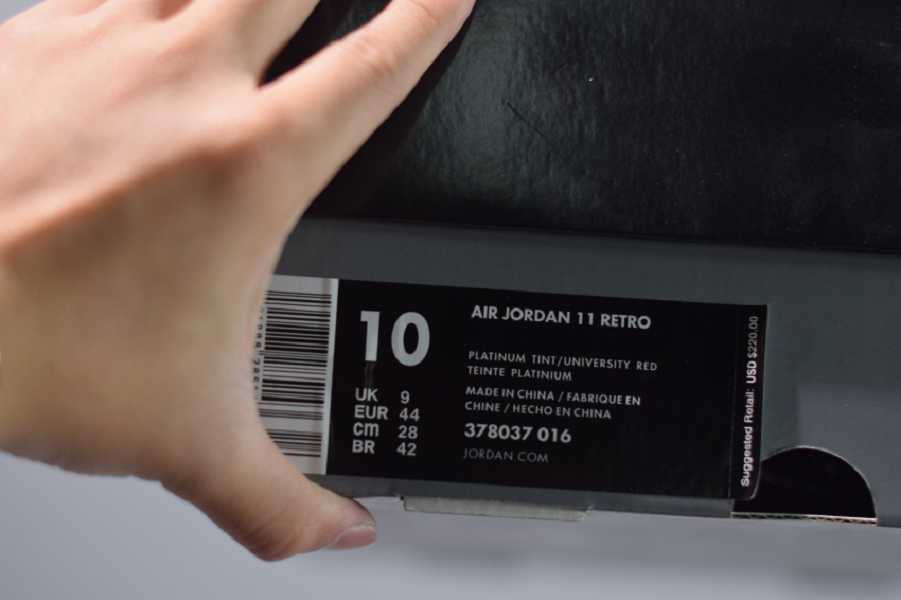 10
UK 9
EUR 44
cm 28
BR 42
AIR JORDAN 11 RETRO
PLATINUM TINT/UNIVERSITY RED
TEINTE PLATINIUM
MADE IN CHINA / FABRIQUE EN
CHINE / HECHO EN CHINA
378037 016
JORDAN.COM
Suggested Retail: USD $220.00